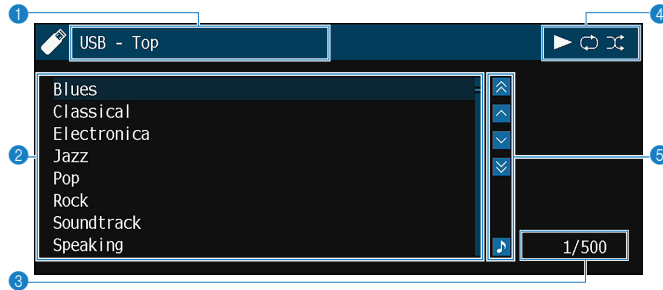 1
4
USB - Top
2
Blues
Classical
Electronica
Jazz
Pop
Rock
Soundtrack
Speaking
5
1/500
3